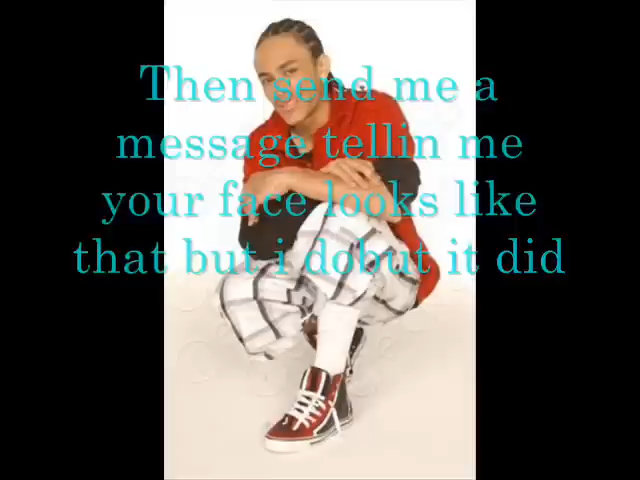 Then send me a
message tellin me
your face looks like
that but i dobut it did